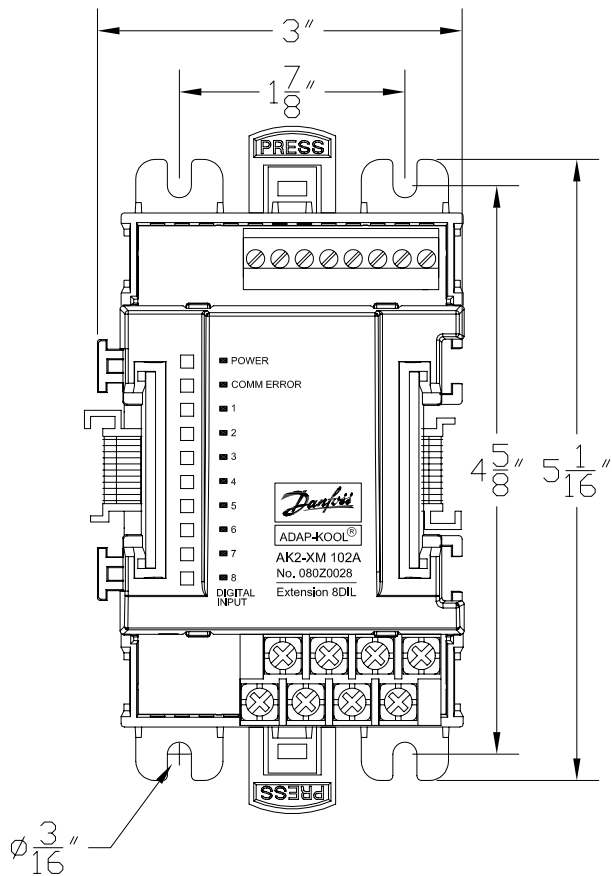 3"
1 7/8"
PRESS
POWER
COMM ERROR
1
2
3
4
5
6
7
8
DIGITAL
INPUT
Danfoss
ADAP-KOOL®
AK2-XM 102A
No. 080Z0028
Extension 8DIL
4 5/8"
5 1/16"
PRESS
ø 3/16"